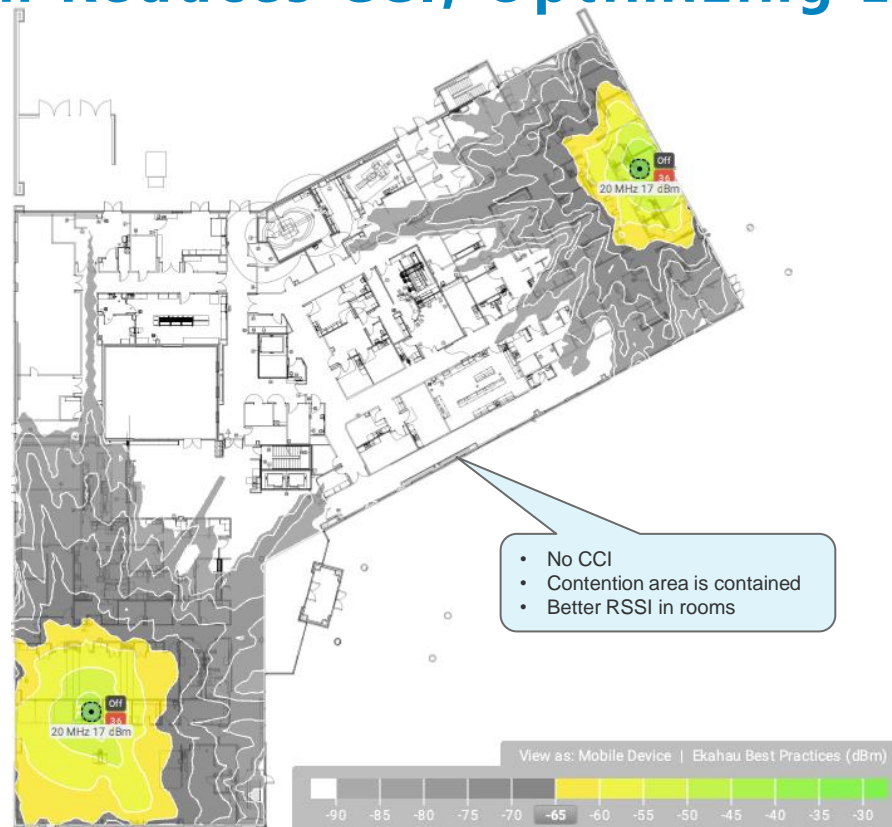 Reduces CCI, Optimizing
Off
36
20 MHz 17 dBm
• No CCI
• Contention area is contained
• Better RSSI in rooms
Off
36
20 MHz 17 dBm
View as: Mobile Device | Ekahau Best Practices (dBm)
-90 -85 -80 -75 -70 -65 -60 -55 -50 -45 -40 -35 -30